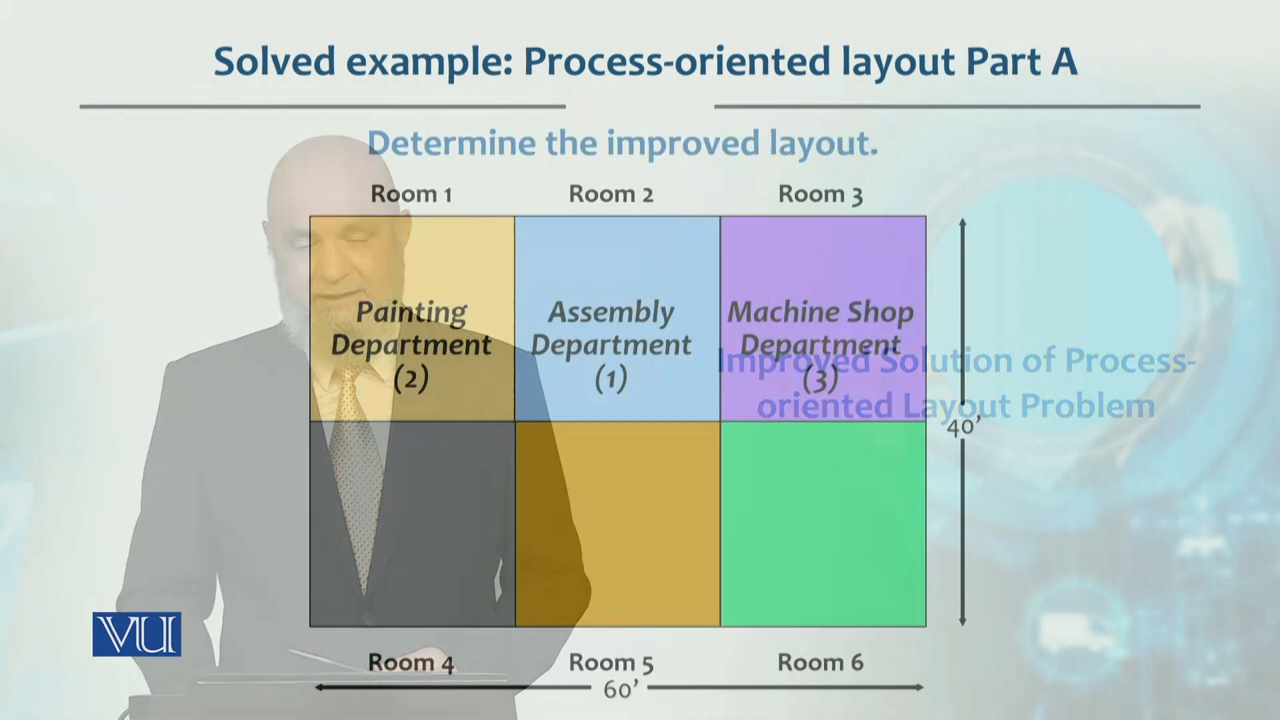 Solved example: Process-oriented layout Part A
Determine the improved layout.
Room 1 Room 2 Room 3
Painting Department (2)
Assembly Department (1)
Machine Shop Department (3)
Improved Solution of Process-
oriented Layout Problem
40’
VU
Room 4 Room 5 Room 6
60’